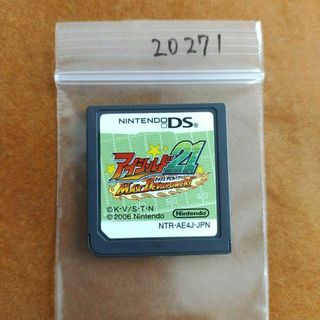 20271
NINTENDO DS
アイシールド21
MAX DEVILPOWER!
©K・V/S・T・N
©2006 Nintendo
Nintendo
NTR-AE4J-JPN